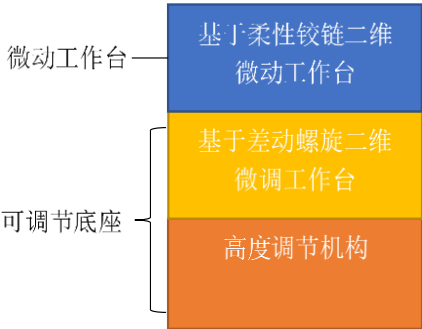 微动工作台
基于柔性铰链二维
微动工作台
可调节底座
基于差动螺旋二维
微调工作台
高度调节机构